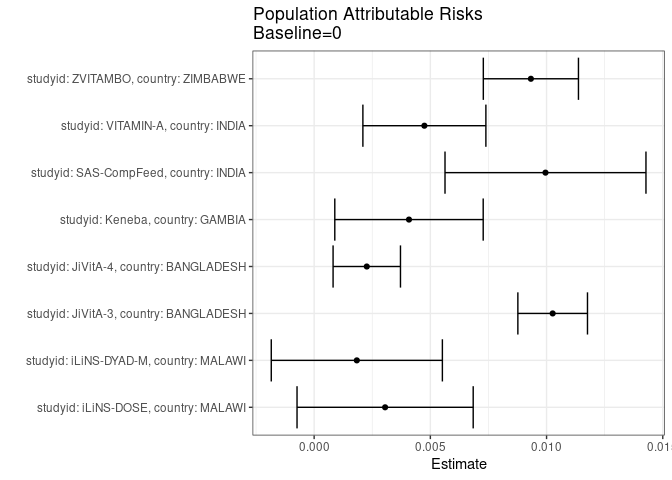 Population Attributable Risks
Baseline=0
studyid: ZVITAMBO, country: ZIMBABWE
studyid: VITAMIN-A, country: INDIA
studyid: SAS-CompFeed, country: INDIA
studyid: Keneba, country: GAMBIA
studyid: JiVitA-4, country: BANGLADESH
studyid: JiVitA-3, country: BANGLADESH
studyid: iLiNS-DYAD-M, country: MALAWI
studyid: iLiNS-DOSE, country: MALAWI
0.000 0.005 0.010
Estimate